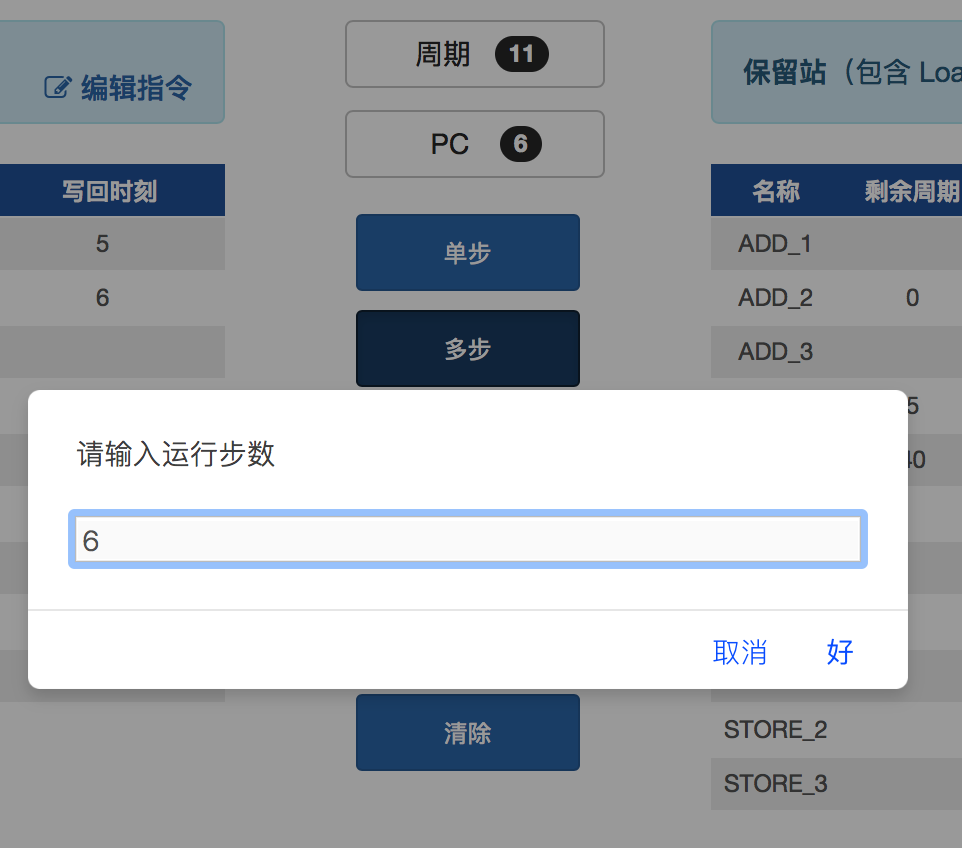 编辑指令
周期 11
PC 6
保留站（包含 Loa
写回时刻
5
6
单步
多步
名称 剩余周期
ADD_1
ADD_2 0
ADD_3
5
40
请输入运行步数
6
取消 好
清除
STORE_2
STORE_3